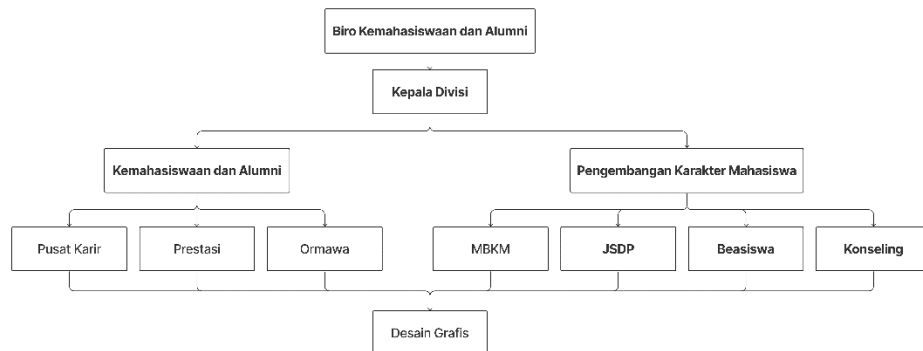 Biro Kemahasiswaan dan Alumni
Kepala Divisi
Kemahasiswaan dan Alumni
Pengembangan Karakter Mahasiswa
Pusat Karir
Prestasi
Ormawa
MBKM
JSDP
Beasiswa
Konseling
Desain Grafis